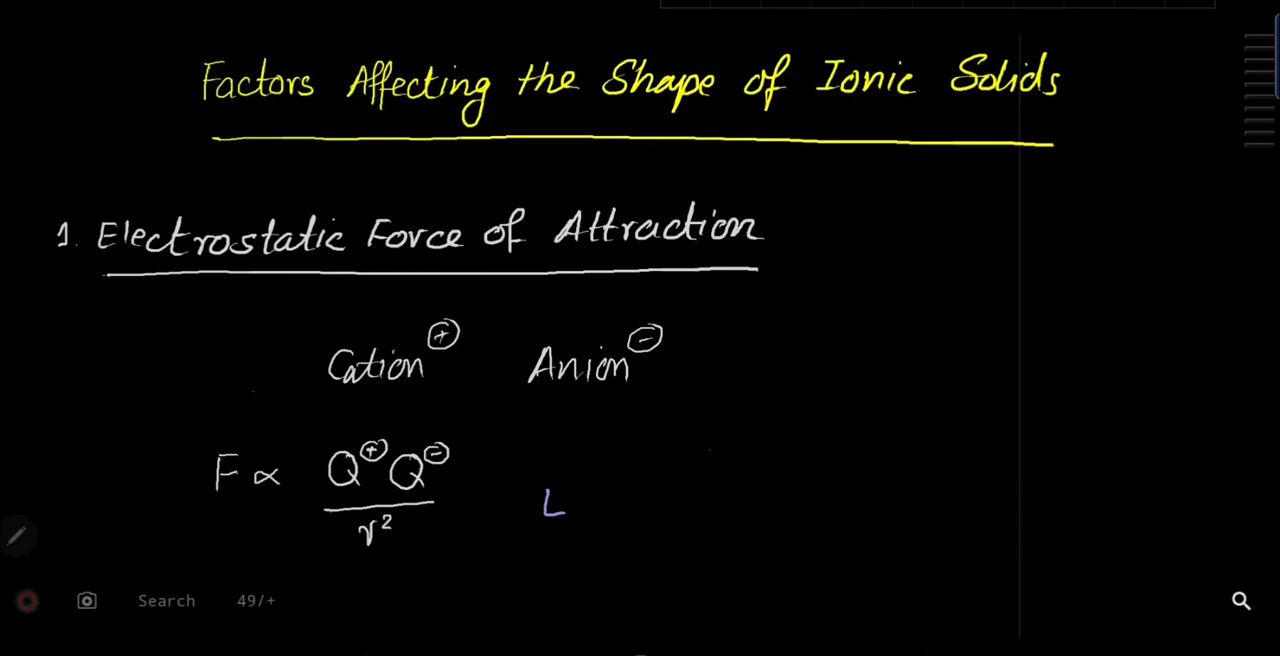 Factors Affecting the Shape of Ionic Solids
1. Electrostatic Force of Attraction
Cation⊕ Anion⊖
F ∝ Q⊕Q⊖ / r²
L
Search 49/+